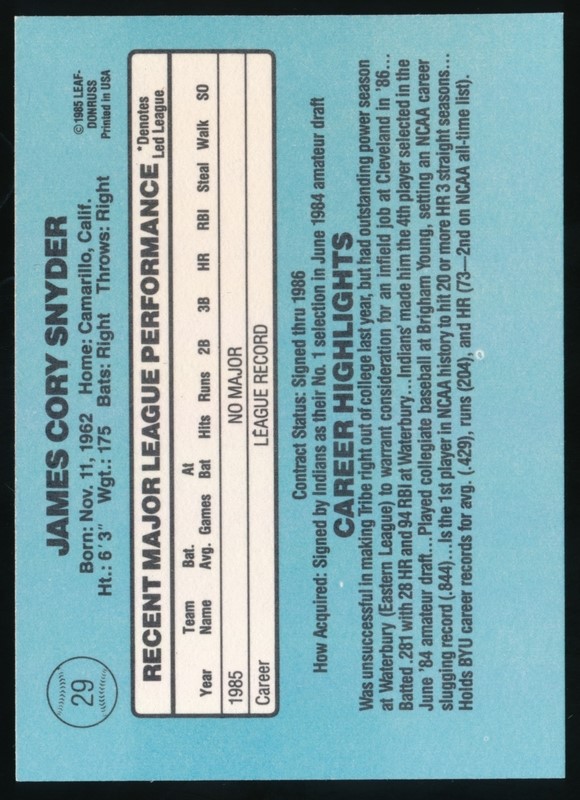 29
JAMES CORY SNYDER
Born: Nov. 11, 1962 Home: Camarillo, Calif.
Ht.: 6'3" Wgt.: 175 Bats: Right Throws: Right
©1985 LEAF-
DONRUSS
Printed in USA
RECENT MAJOR LEAGUE PERFORMANCE
*Denotes
Led League
Team Bat. At
Year Name Avg. Games Bat Hits Runs 2B 3B HR RBI Steal Walk SO
1985 NO MAJOR
Career LEAGUE RECORD
Contract Status: Signed thru 1986
How Acquired: Signed by Indians as their No. 1 selection in June 1984 amateur draft
CAREER HIGHLIGHTS
Was unsuccessful in making Tribe right out of college last year, but had outstanding power season
at Waterbury (Eastern League) to warrant consideration for an infield job at Cleveland in '86...
Batted .281 with 28 HR and 94 RBI at Waterbury... Indians' made him the 4th player selected in the
June '84 amateur draft...Played collegiate baseball at Brigham Young, setting an NCAA career
slugging record (.844)...Is the 1st player in NCAA history to hit 20 or more HR 3 straight seasons...
Holds BYU career records for avg. (.429), runs (204), and HR (73—2nd on NCAA all-time list).